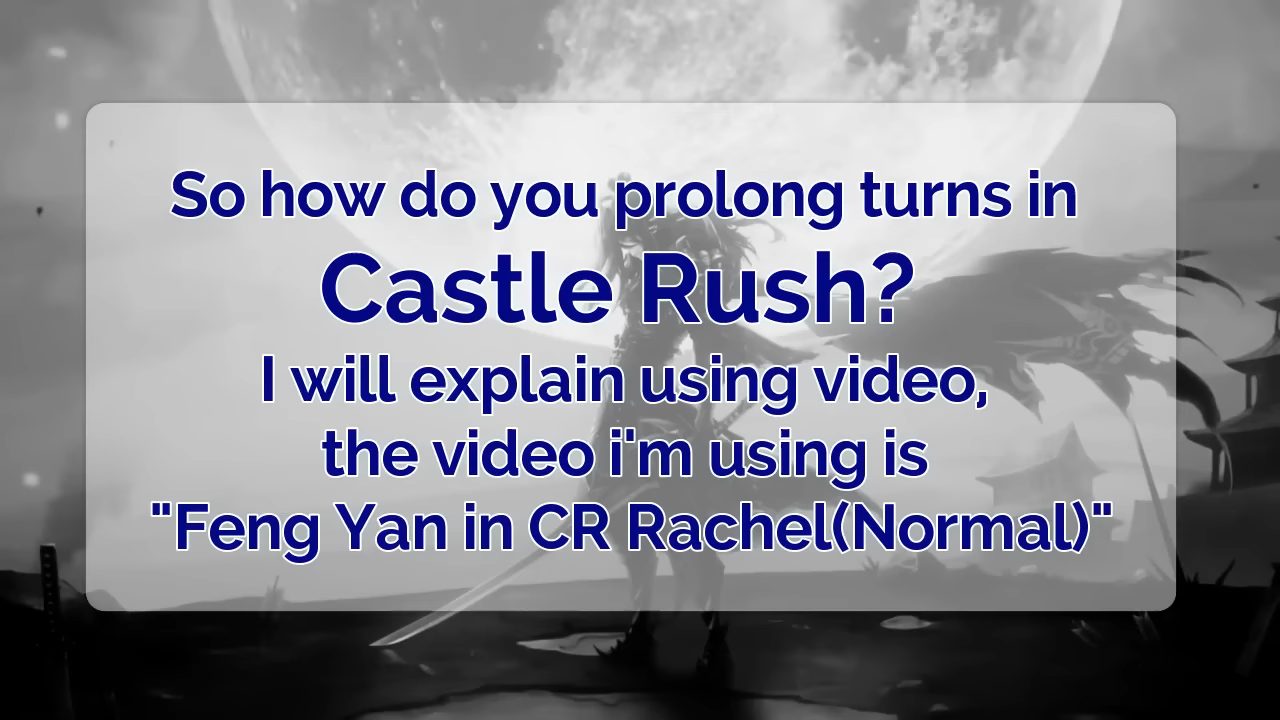 So how do you prolong turns in
Castle Rush?
I will explain using video,
the video i'm using is
"Feng Yan in CR Rachel(Normal)"